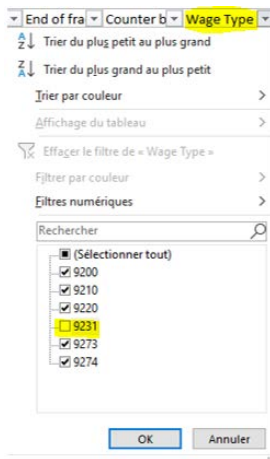 End of fra Counter b Wage Type
Trier du plus petit au plus grand
Trier du plus grand au plus petit
Trier par couleur
Affichage du tableau
Effacer le filtre de « Wage Type »
Filtrer par couleur
Filtres numériques
Rechercher
(Sélectionner tout)
9200
9210
9220
9231
9273
9274
OK Annuler